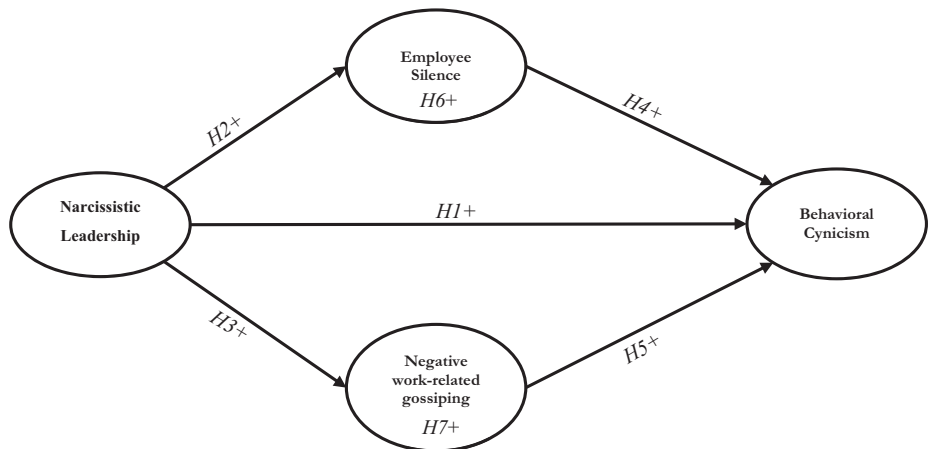 Employee
Silence
H6+
H2+
H4+
Narcissistic
Leadership
H1+
Behavioral
Cynicism
H3+
H5+
Negative
work-related
gossiping
H7+